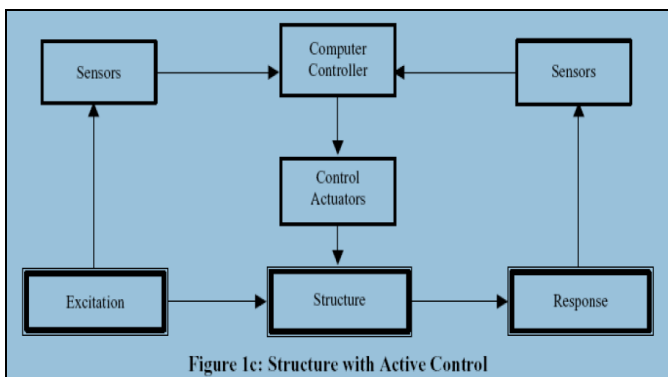 Computer
Controller
Sensors
Sensors
Control
Actuators
Excitation
Structure
Response
Figure 1c: Structure with Active Control